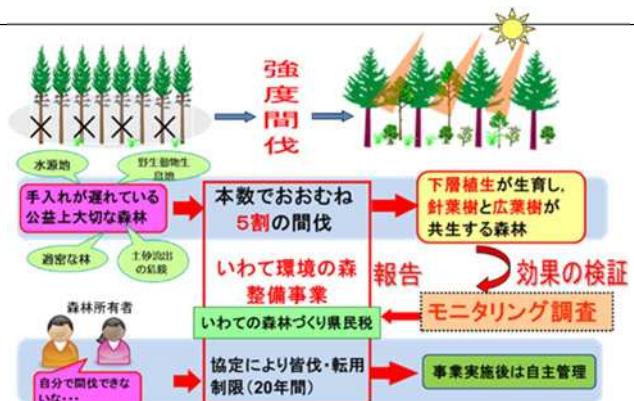 強度間伐
水源地
野生動物生
息地
手入れが遅れている
公益上大切な森林
過密な林
土砂流出
の危険
本数でおおむね
5割の間伐
下層植生が生育し，
針葉樹と広葉樹が
共生する森林
いわて環境の森
整備事業
報告
効果の検証
いわての森林づくり県民税
モニタリング調査
森林所有者
自分で間伐できな
いな･･･
協定により皆伐・転用
制限（20年間）
事業実施後は自主管理